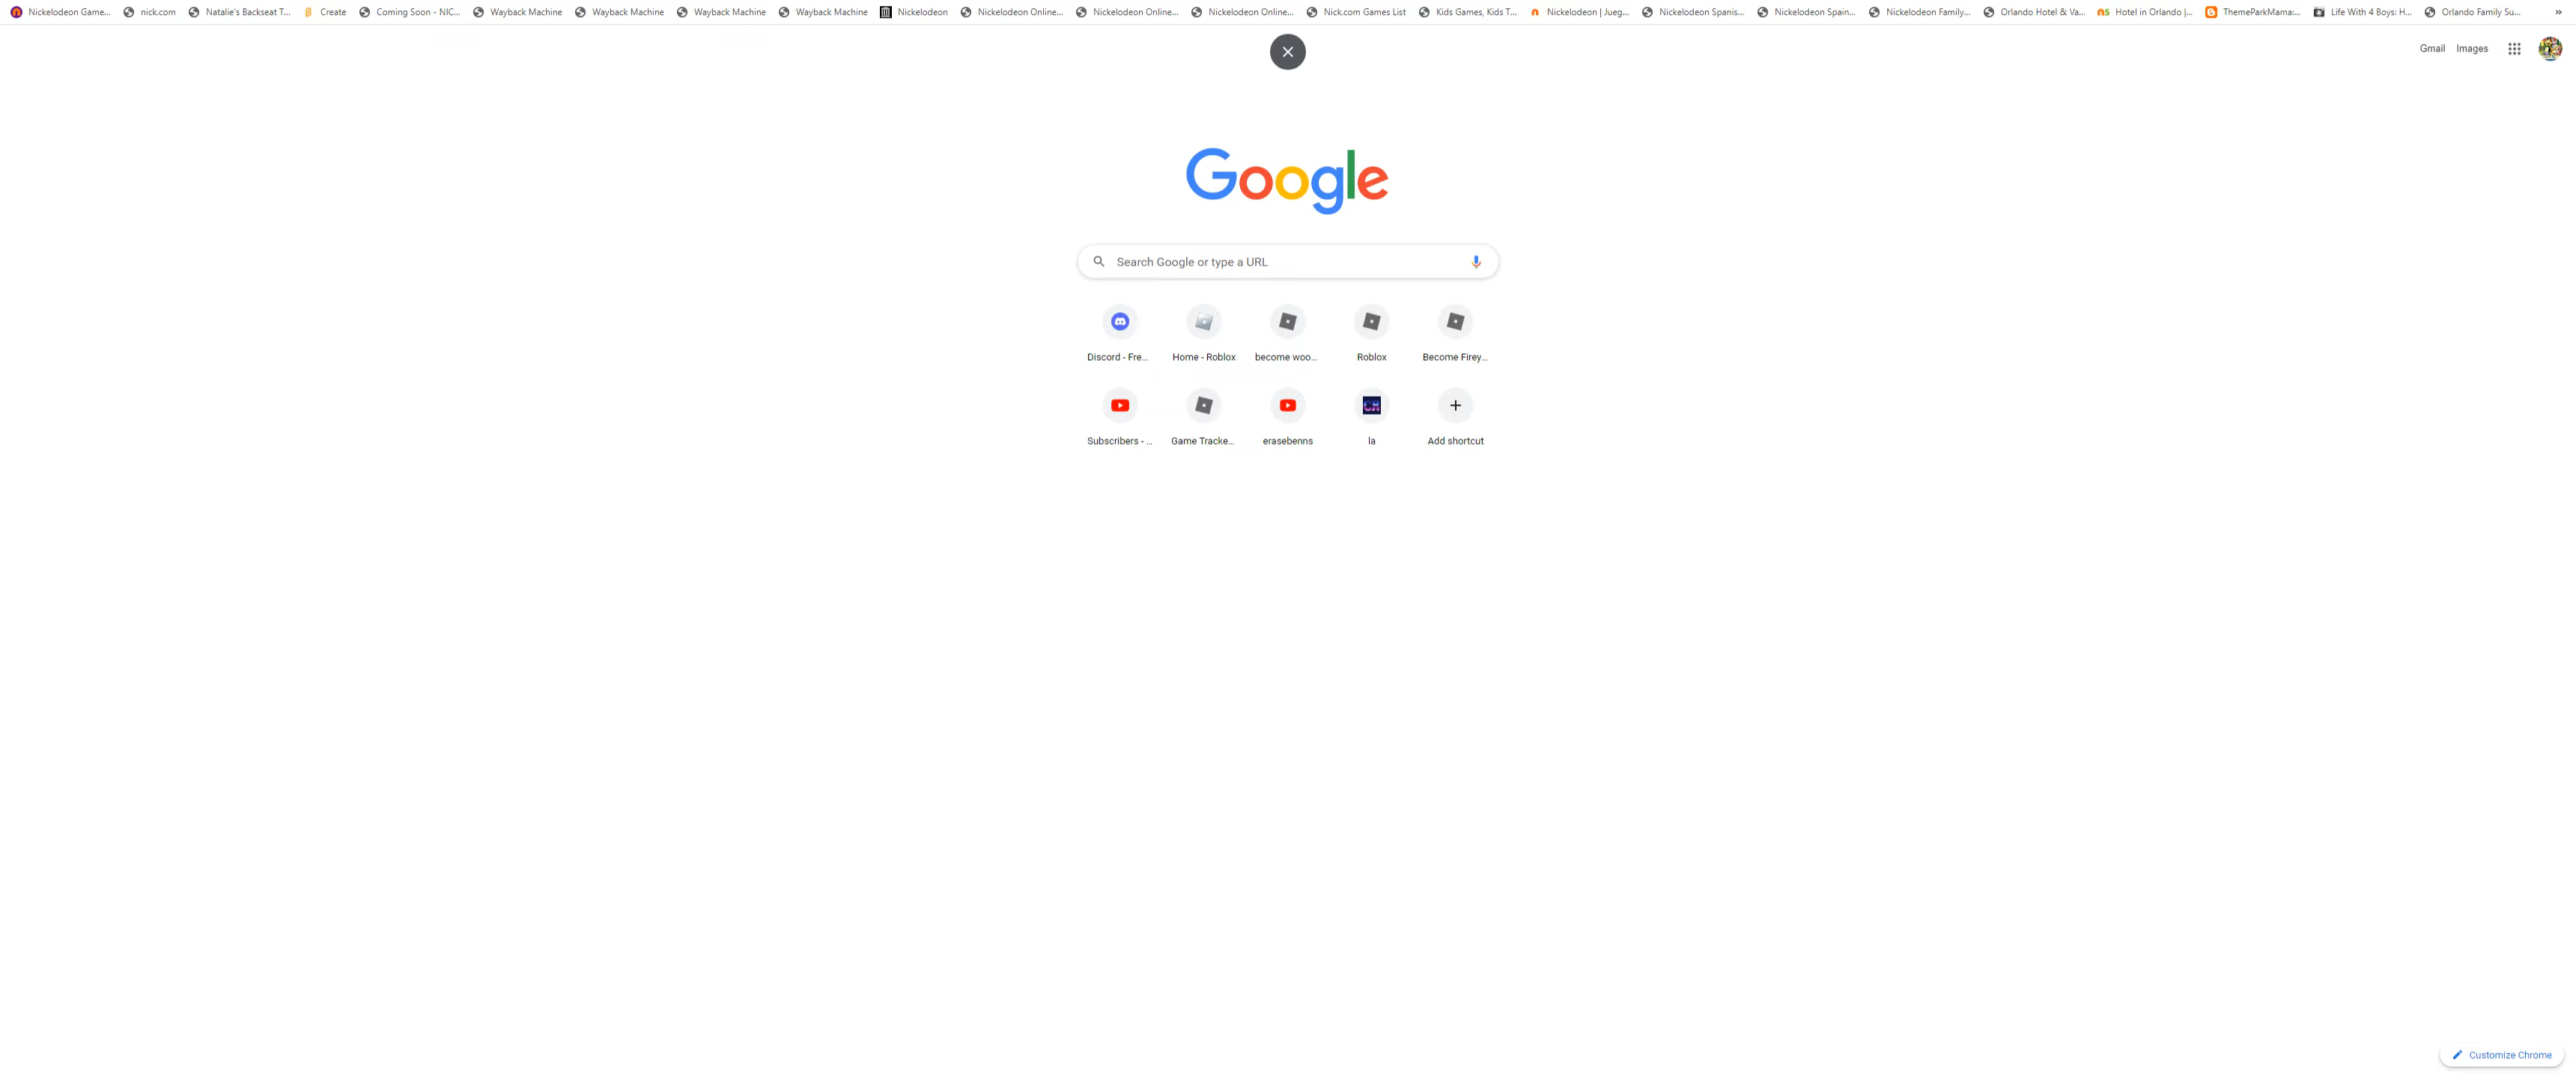 Nickelodeon Game... nick.com Natalie's Backseat T... Create Coming Soon - NIC... Wayback Machine Wayback Machine Wayback Machine Wayback Machine Nickelodeon Nickelodeon Online... Nickelodeon Online... Nickelodeon Online... Nick.com Games List Kids Games, Kids T... Nickelodeon | Jueg... Nickelodeon Spanis... Nickelodeon Spain... Nickelodeon Family... Orlando Hotel & Va... Hotel in Orlando |... ThemeParkMama:... Life With 4 Boys: H... Orlando Family Su... »
Gmail Images
Google
Search Google or type a URL
Discord - Fre... Home - Roblox become woo... Roblox Become Firey...
Subscribers - ... Game Tracke... erasebenns la Add shortcut
Customize Chrome